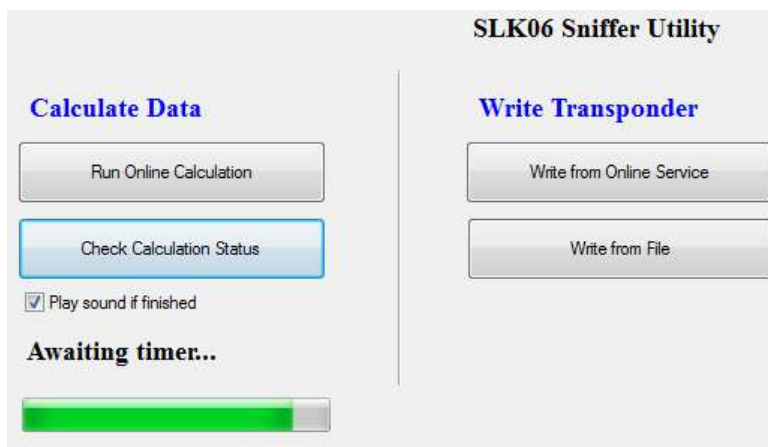 SLK06 Sniffer Utility
Calculate Data
Run Online Calculation
Check Calculation Status
Play sound if finished
Awaiting timer...
Write Transponder
Write from Online Service
Write from File